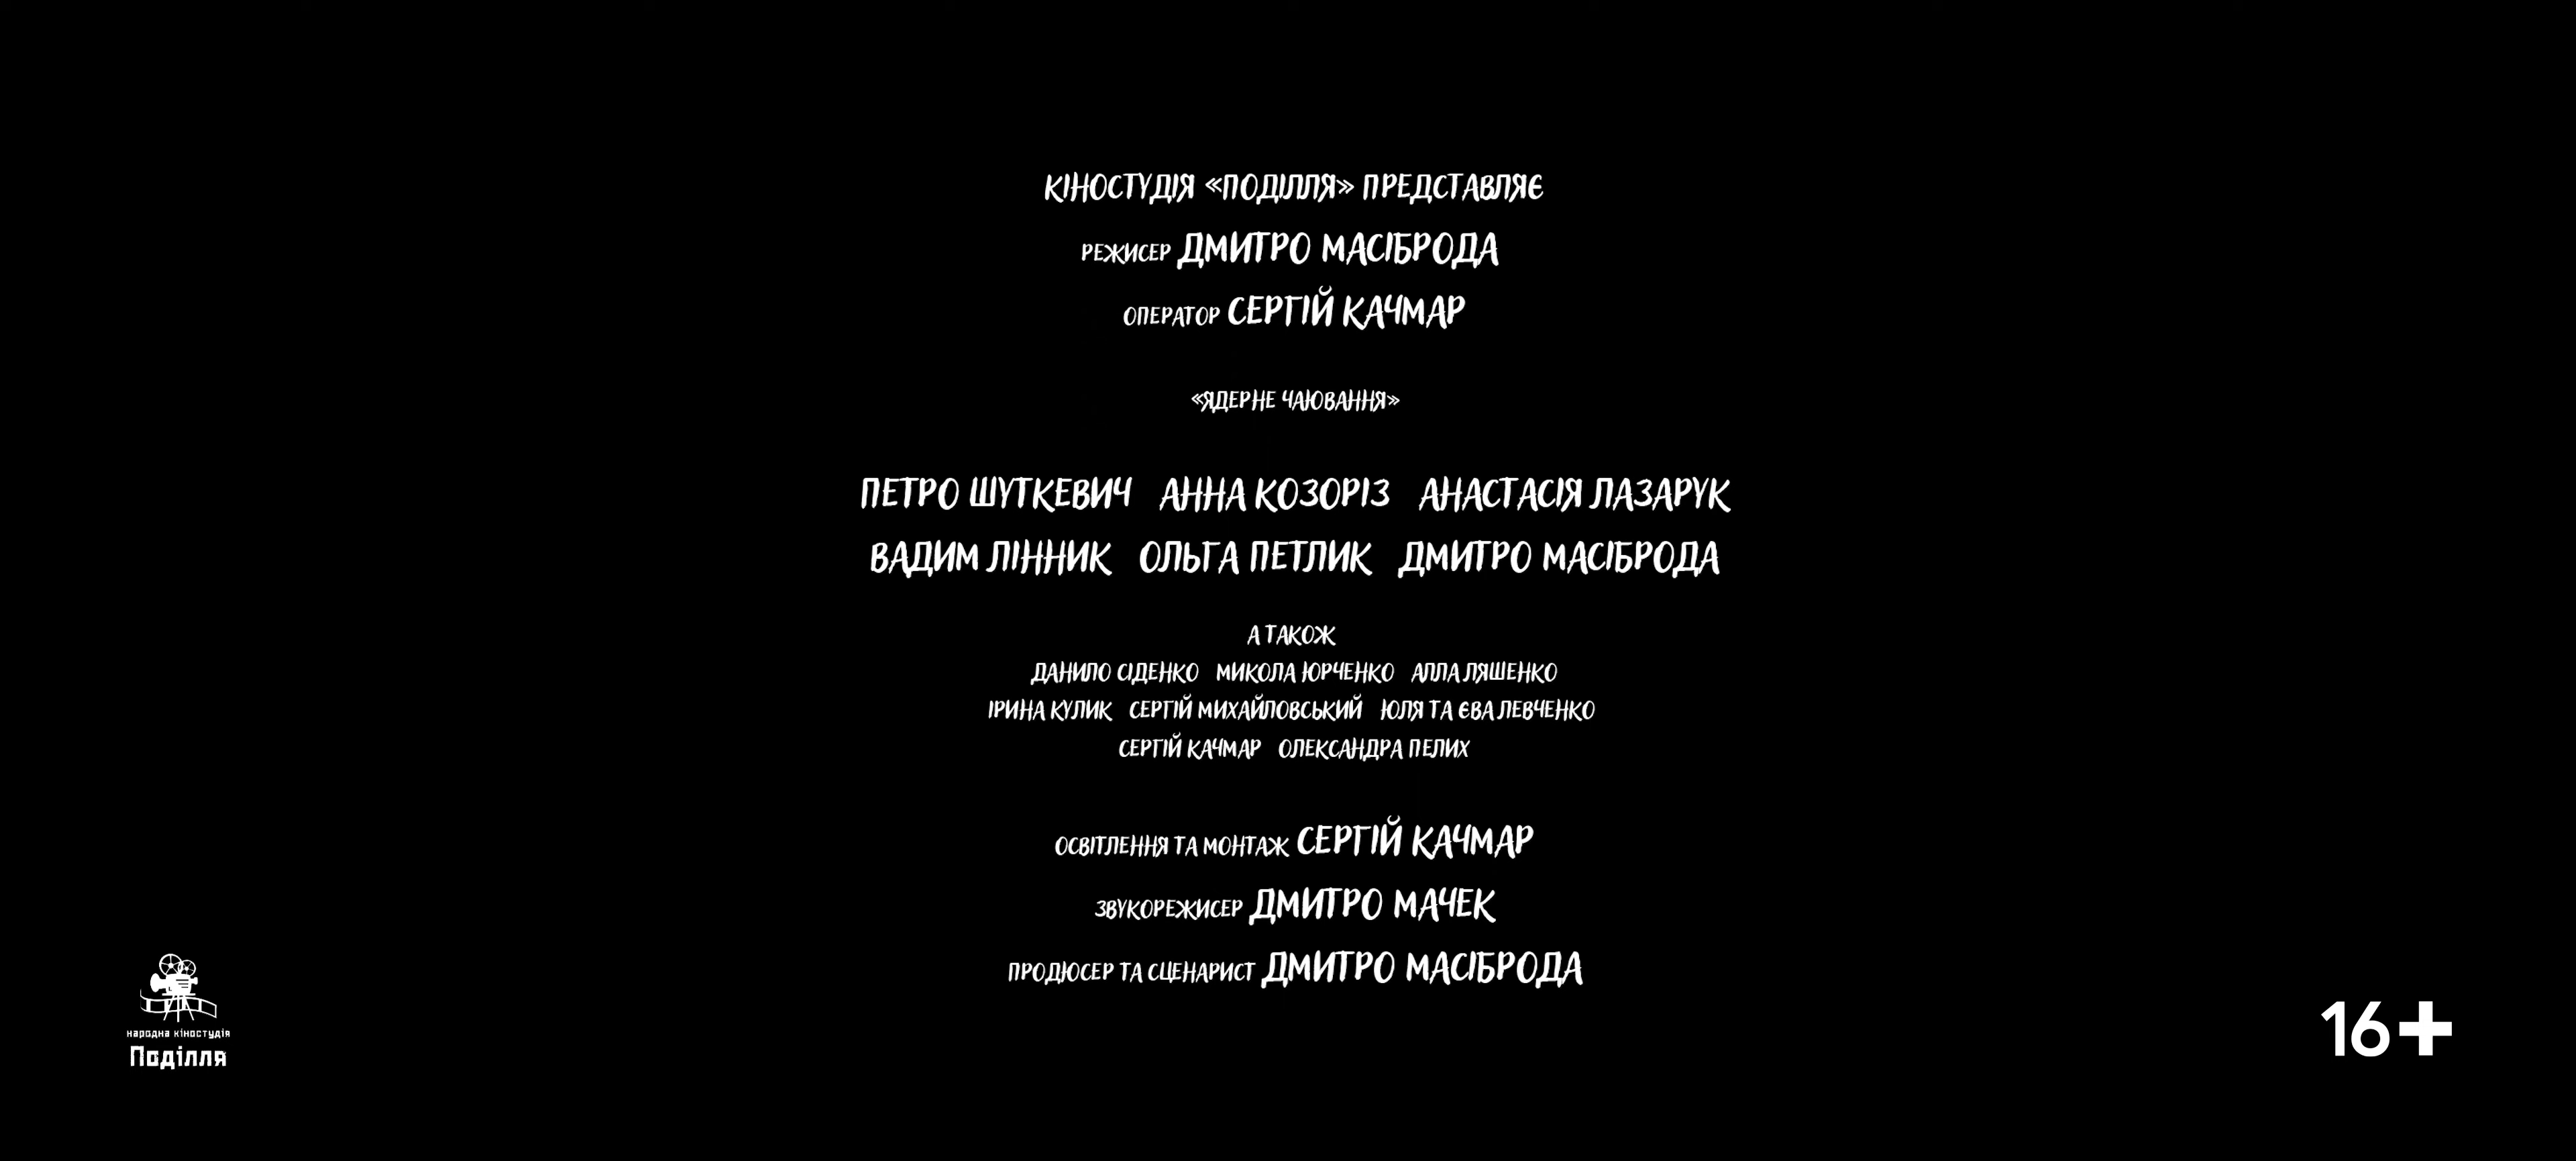 КІНОСТУДІЯ «ПОДІЛЛЯ» ПРЕДСТАВЛЯЄ
РЕЖИСЕР ДМИТРО МАСІБРОДА
ОПЕРАТОР СЕРГІЙ КАЧМАР
«ЯДЕРНЕ ЧАЮВАННЯ»
ПЕТРО ШУТКЕВИЧ АННА КОЗОРІЗ АНАСТАСІЯ ЛАЗАРУК
ВАДИМ ЛІННИК ОЛЬГА ПЕТЛИК ДМИТРО МАСІБРОДА
А ТАКОЖ
ДАНИЛО СІДЕНКО МИКОЛА ЮРЧЕНКО АЛЛА ЛЯШЕНКО
ІРИНА КУЛИК СЕРГІЙ МИХАЙЛОВСЬКИЙ ЮЛЯ ТА ЄВА ЛЕВЧЕНКО
СЕРГІЙ КАЧМАР ОЛЕКСАНДРА ПЕЛИХ
ОСВІТЛЕННЯ ТА МОНТАЖ СЕРГІЙ КАЧМАР
ЗВУКОРЕЖИСЕР ДМИТРО МАЧЕК
ПРОДЮСЕР ТА СЦЕНАРИСТ ДМИТРО МАСІБРОДА
народна кіностудія
Поділля
16+